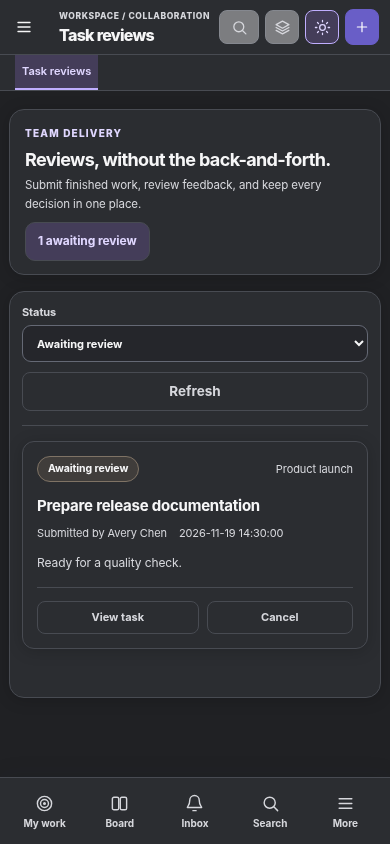 WORKSPACE / COLLABORATION
Task reviews
Task reviews
TEAM DELIVERY
Reviews, without the back-and-forth.
Submit finished work, review feedback, and keep every
decision in one place.
1 awaiting review
Status
Awaiting review
Refresh
Awaiting review
Product launch
Prepare release documentation
Submitted by Avery Chen 2026-11-19 14:30:00
Ready for a quality check.
View task
Cancel
My work
Board
Inbox
Search
More